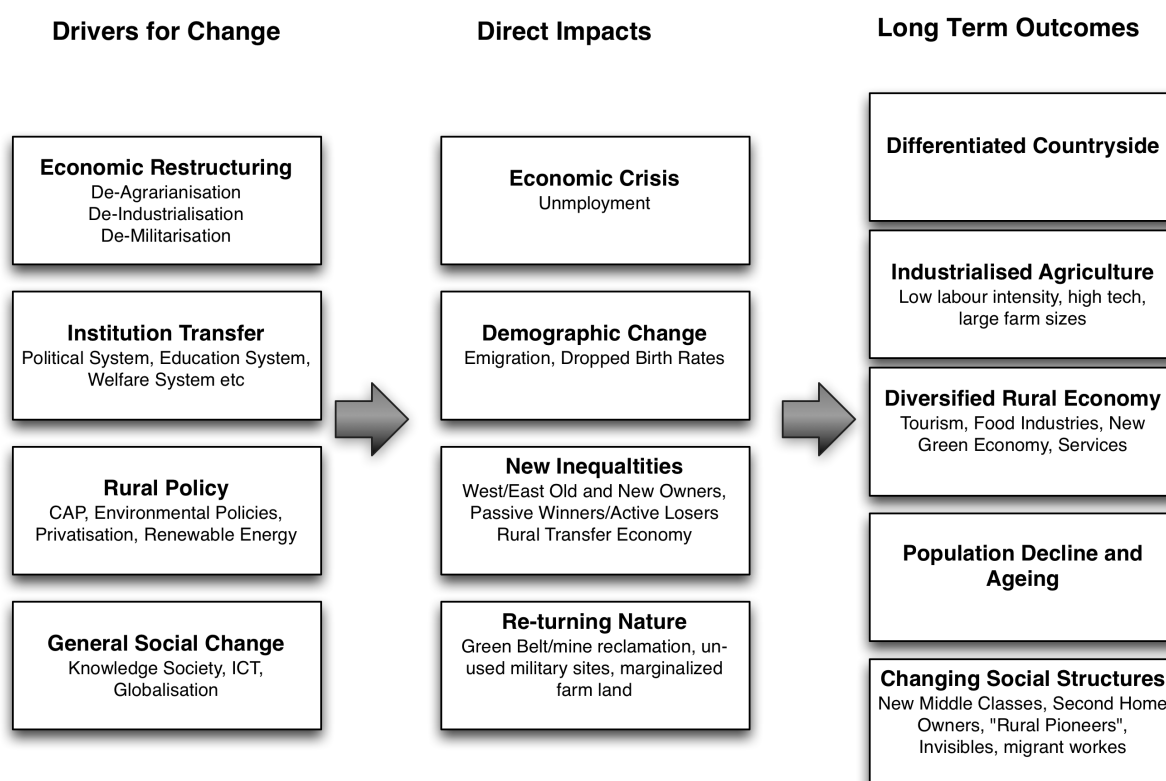 Drivers for Change
Economic Restructuring
De-Agrarianisation
De-Industrialisation
De-Militarisation
Institution Transfer
Political System, Education System,
Welfare System etc
Rural Policy
CAP, Environmental Policies,
Privatisation, Renewable Energy
General Social Change
Knowledge Society, ICT,
Globalisation
Direct Impacts
Economic Crisis
Unmployment
Demographic Change
Emigration, Dropped Birth Rates
New Inequaltities
West/East Old and New Owners,
Passive Winners/Active Losers
Rural Transfer Economy
Re-turning Nature
Green Belt/mine reclamation, un-
used military sites, marginalized
farm land
Long Term Outcomes
Differentiated Countryside
Industrialised Agriculture
Low labour intensity, high tech,
large farm sizes
Diversified Rural Economy
Tourism, Food Industries, New
Green Economy, Services
Population Decline and
Ageing
Changing Social Structures
New Middle Classes, Second Home
Owners, "Rural Pioneers",
Invisibles, migrant workes